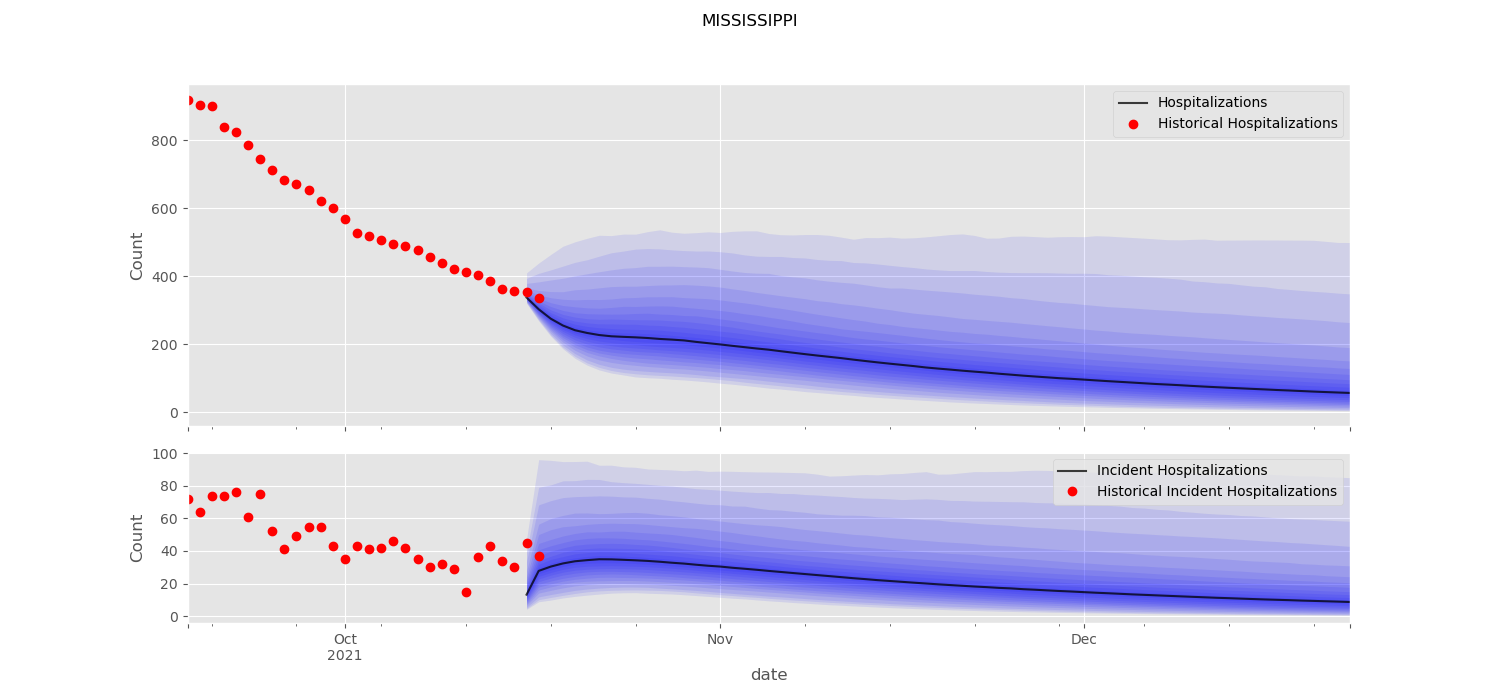 MISSISSIPPI
Hospitalizations
Historical Hospitalizations
800
600
400
200
0
Count
Incident Hospitalizations
Historical Incident Hospitalizations
100
80
60
40
20
0
Count
Oct
2021
Nov
Dec
date